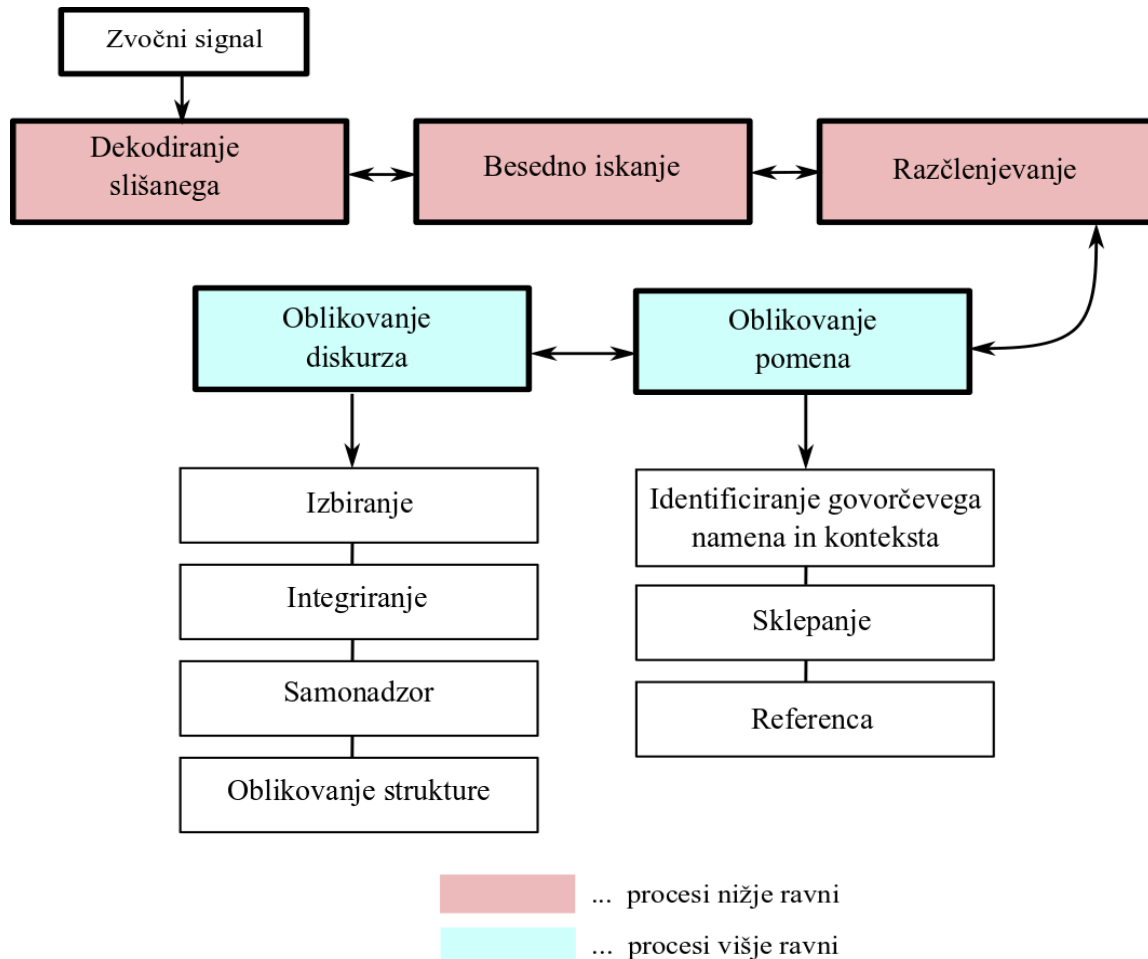 Zvočni signal
Dekodiranje
slišanega
Besedno iskanje
Razčlenjevanje
Oblikovanje
diskurza
Oblikovanje
pomena
Izbiranje
Integriranje
Samonadzor
Oblikovanje strukture
Identificiranje govorčevega
namena in konteksta
Sklepanje
Referenca
... procesi nižje ravni
... procesi višje ravni